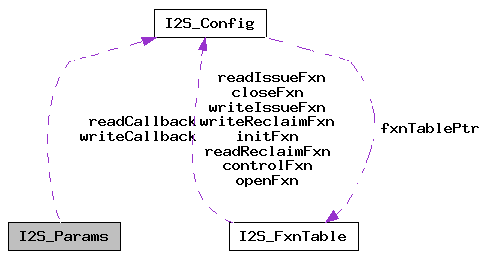 I2S_Config
readIssueFxn
closeFxn
writeIssueFxn
readCallback
writeReclaimFxn
fxnTablePtr
writeCallback
initFxn
readReclaimFxn
controlFxn
openFxn
I2S_Params
I2S_FxnTable